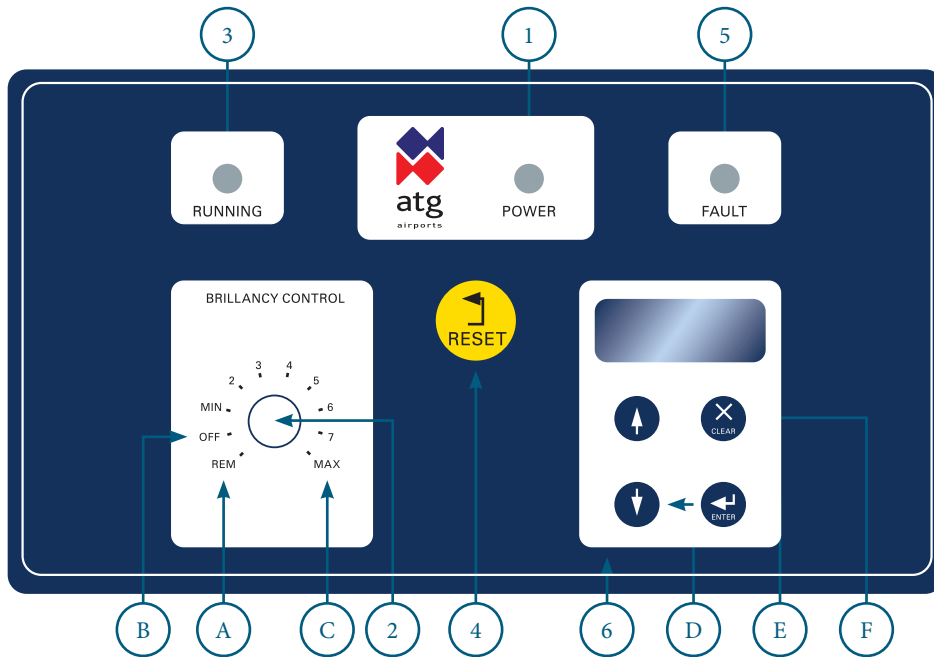 3
1
5
RUNNING
atg
airports
POWER
FAULT
BRILLANCY CONTROL
REM
OFF
MIN
2
3
4
5
6
7
MAX
RESET
CLEAR
ENTER
B
A
C
2
4
6
D
E
F